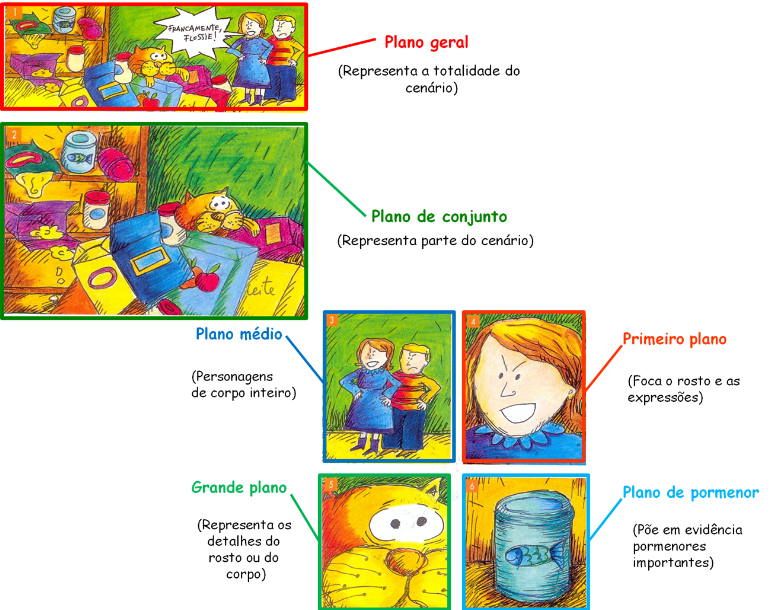 1
FRANCAMENTE,
FLOSSIE!
Plano geral
(Representa a totalidade do
cenário)
2
Plano de conjunto
(Representa parte do cenário)
leite
Plano médio
(Personagens
de corpo inteiro)
3
4
Primeiro plano
(Foca o rosto e as
expressões)
Grande plano
(Representa os
detalhes do
rosto ou do
corpo)
5
6
Plano de pormenor
(Põe em evidência
pormenores
importantes)